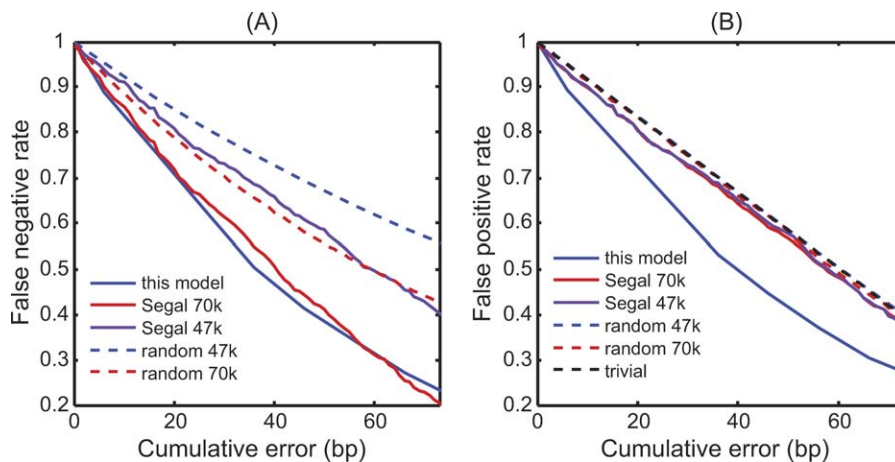 (A)
False negative rate
1
0.9
0.8
0.7
0.6
0.5
0.4
0.3
0.2
this model
Segal 70k
Segal 47k
random 47k
random 70k
0
20
40
60
Cumulative error (bp)
(B)
False positive rate
1
0.9
0.8
0.7
0.6
0.5
0.4
0.3
0.2
this model
Segal 70k
Segal 47k
random 47k
random 70k
trivial
0
20
40
60
Cumulative error (bp)